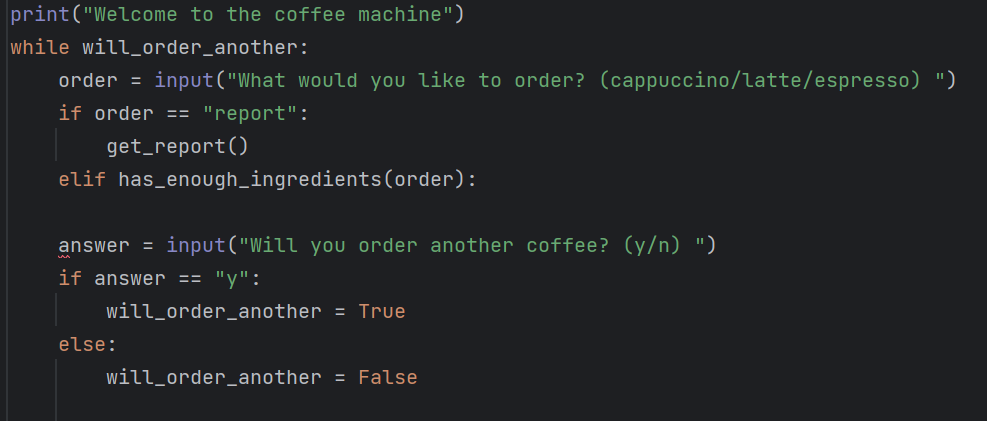 print("Welcome to the coffee machine")
while will_order_another:
    order = input("What would you like to order? (cappuccino/latte/espresso) ")
    if order == "report":
        get_report()
    elif has_enough_ingredients(order):

    answer = input("Will you order another coffee? (y/n) ")
    if answer == "y":
        will_order_another = True
    else:
        will_order_another = False